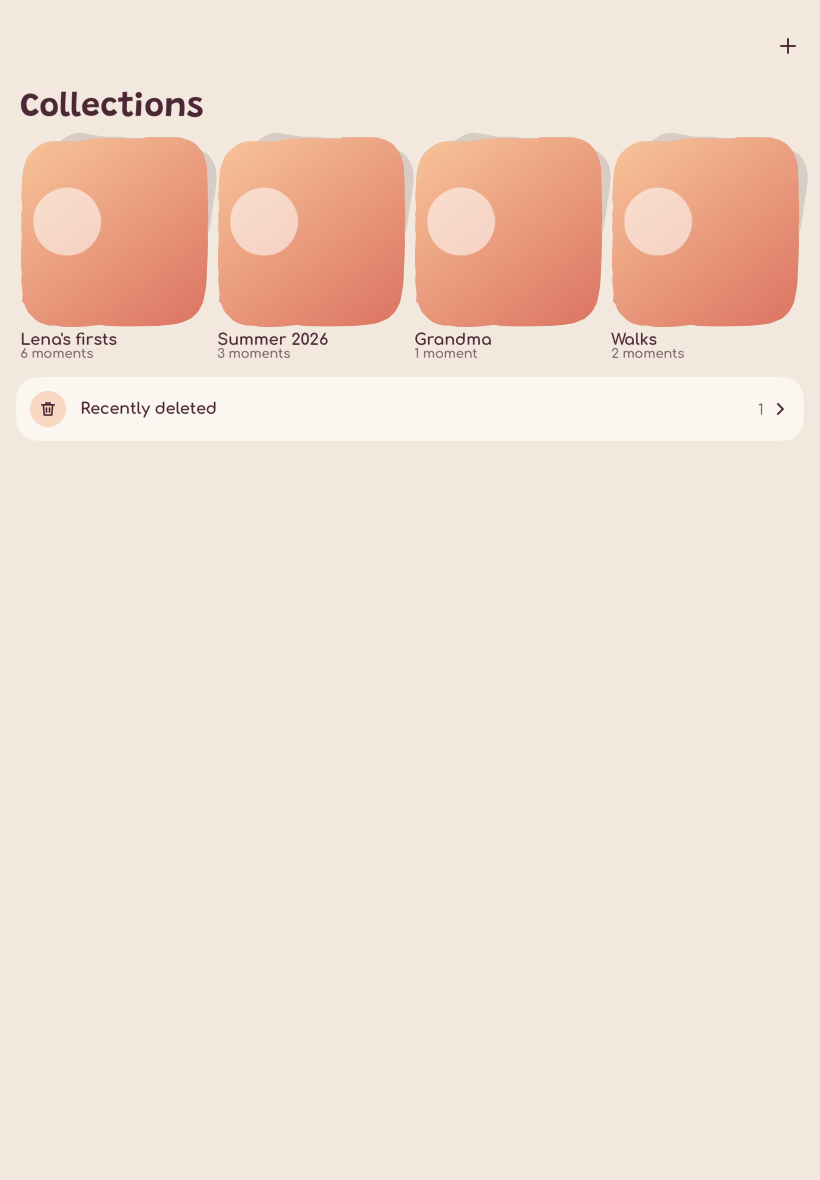 Collections
Lena's firsts
6 moments
Summer 2026
3 moments
Grandma
1 moment
Walks
2 moments
Recently deleted
1